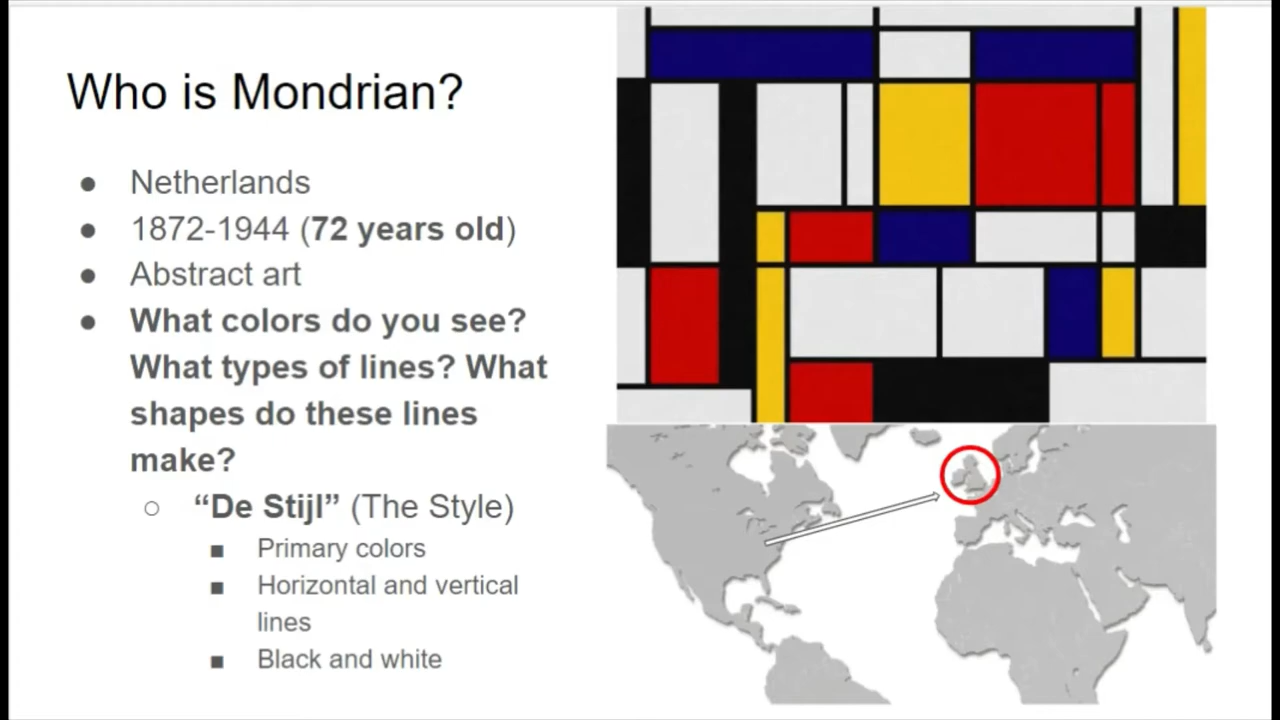 Who is Mondrian?
● Netherlands
● 1872-1944 (72 years old)
● Abstract art
● What colors do you see?
What types of lines? What
shapes do these lines
make?
○ “De Stijl” (The Style)
■ Primary colors
■ Horizontal and vertical
lines
■ Black and white